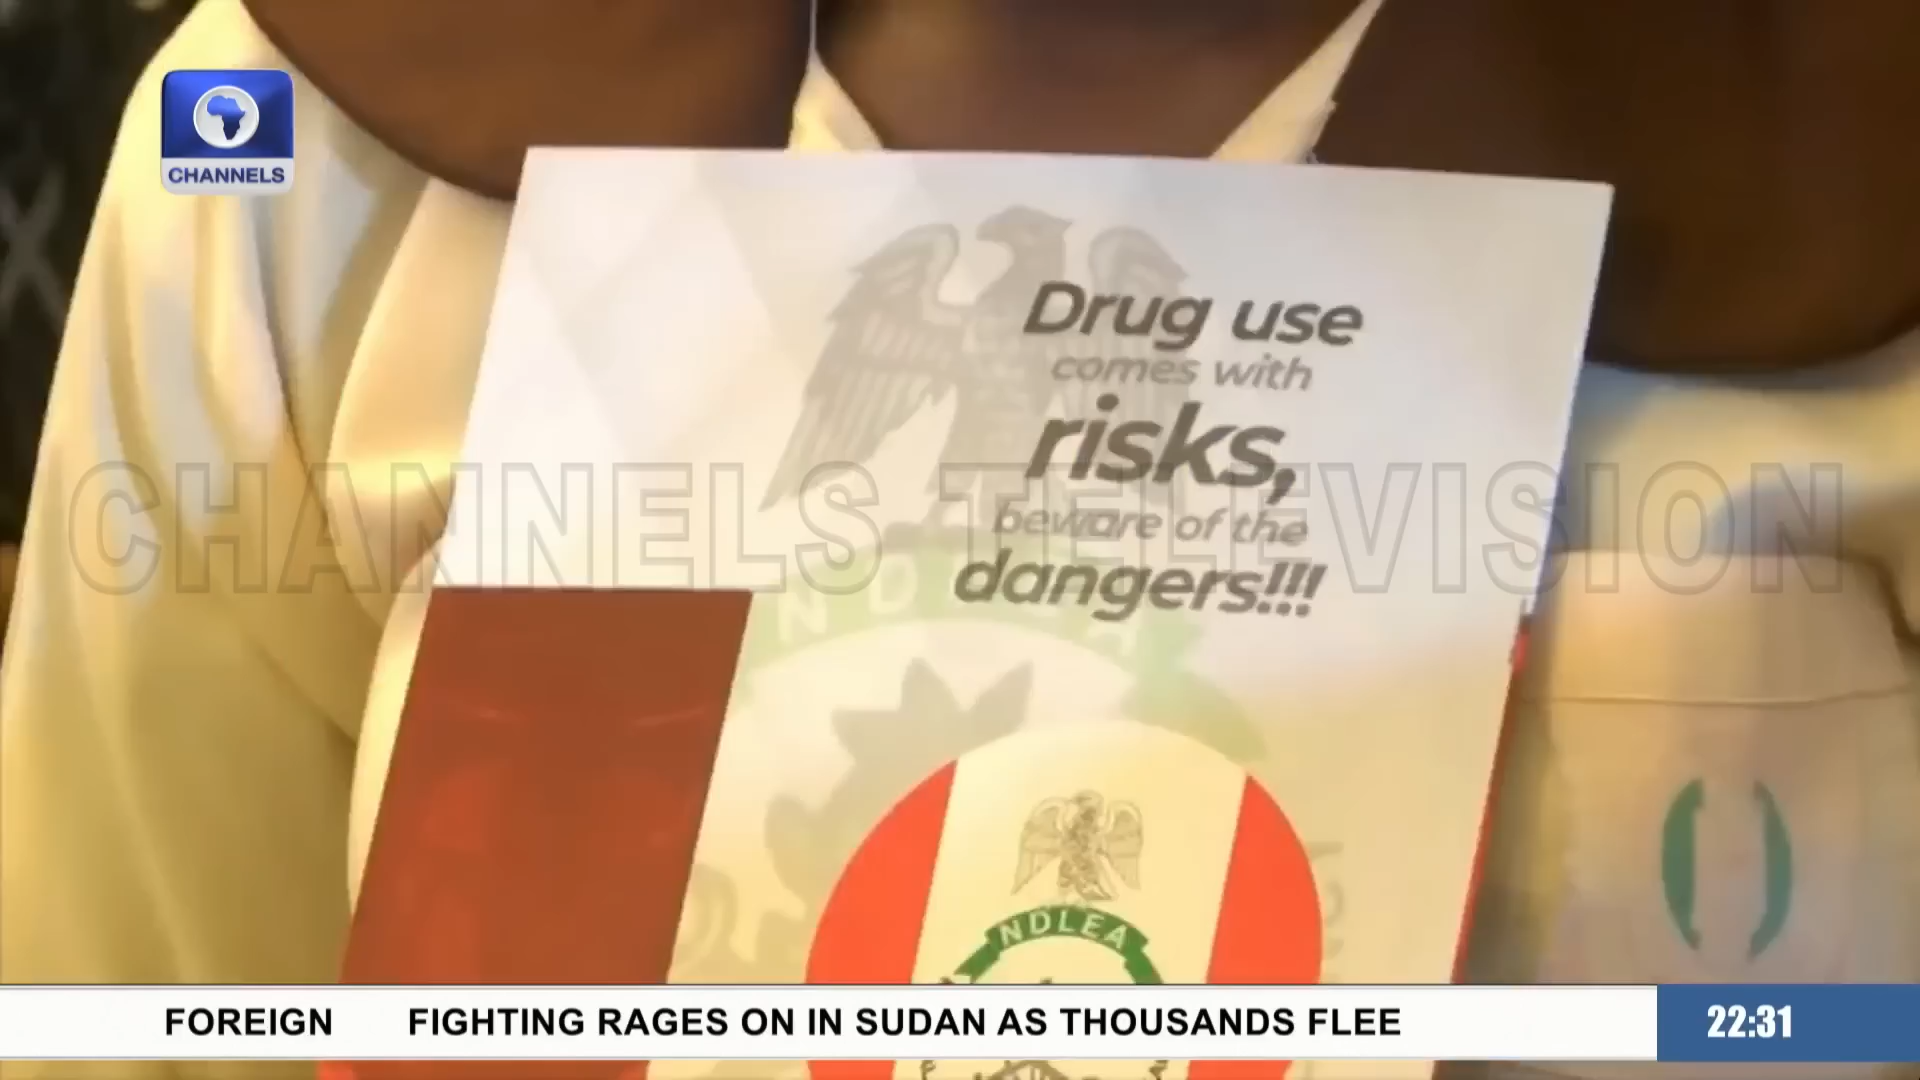 CHANNELS
Drug use
comes with
risks,
beware of the
dangers!!!
CHANNELS TELEVISION
NDLEA
NDLEA
FOREIGN FIGHTING RAGES ON IN SUDAN AS THOUSANDS FLEE
22:31